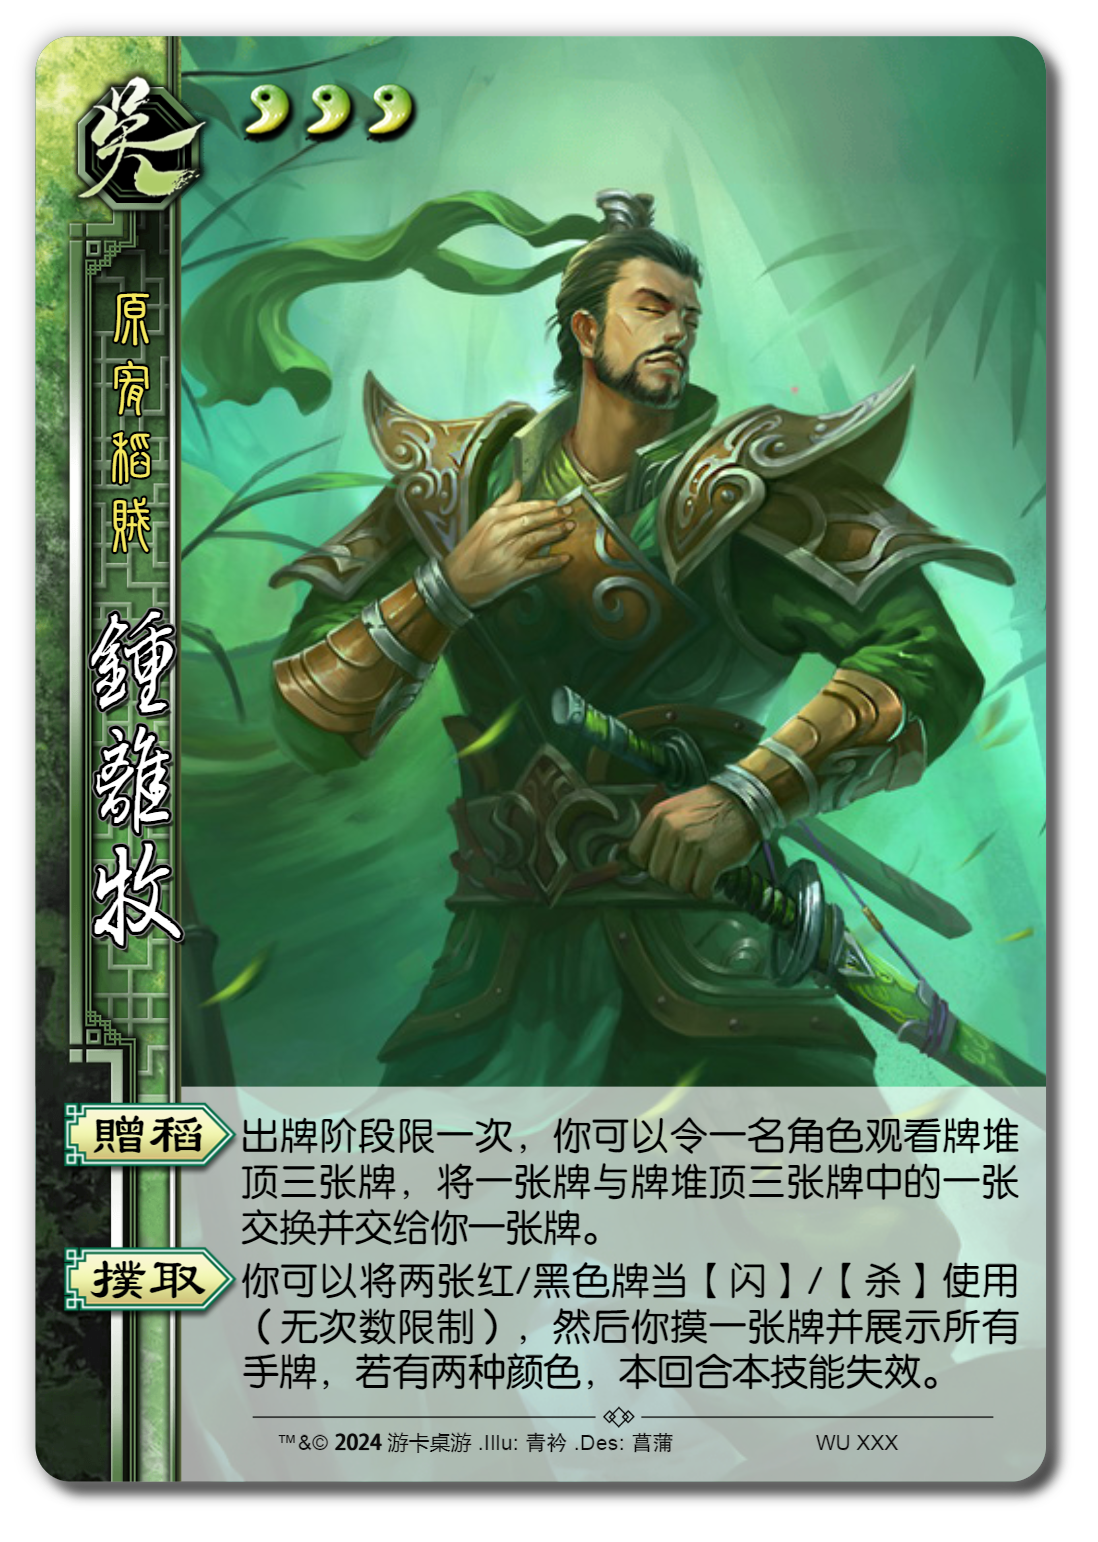 吴
原宥稻賊
鍾離牧
贈稻
出牌阶段限一次，你可以令一名角色观看牌堆
顶三张牌，将一张牌与牌堆顶三张牌中的一张
交换并交给你一张牌。
撲取
你可以将两张红/黑色牌当【闪】/【杀】使用
（无次数限制），然后你摸一张牌并展示所有
手牌，若有两种颜色，本回合本技能失效。
™&© 2024 游卡桌游 .Illu: 青衿 .Des: 菖蒲
WU XXX